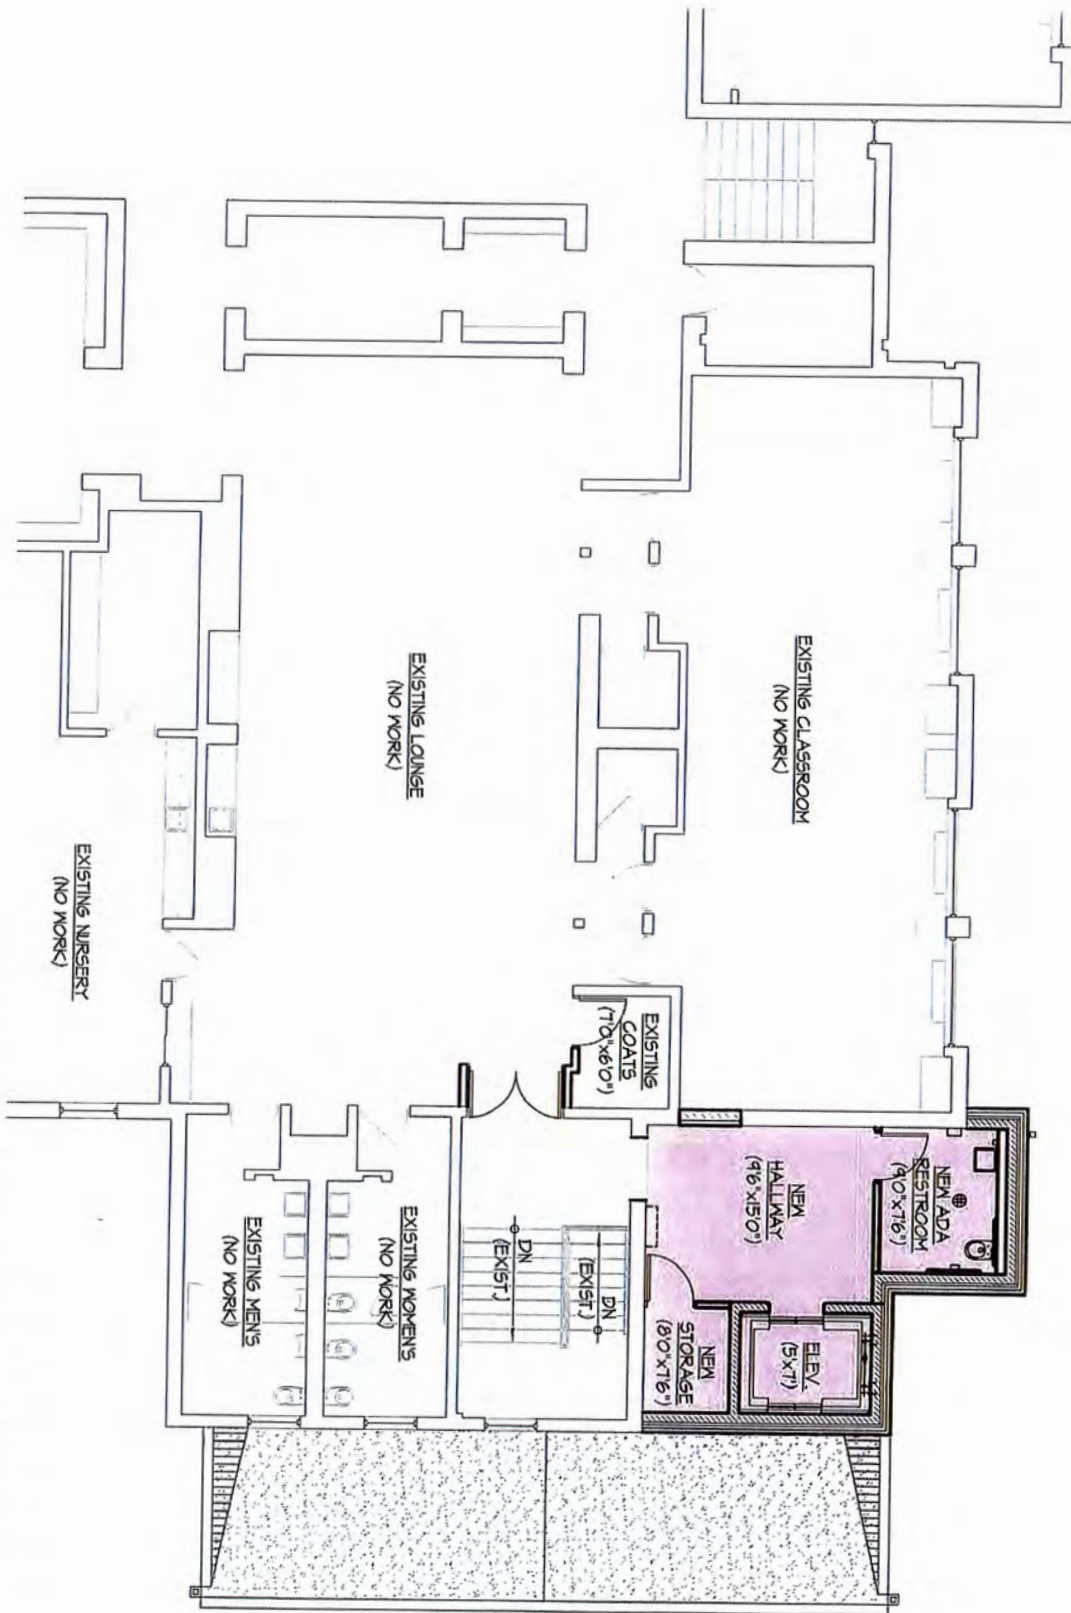 EXISTING CLASSROOM
(NO WORK)
EXISTING LOUNGE
(NO WORK)
EXISTING NURSERY
(NO WORK)
EXISTING
COATS
(7'0"x6'0")
NEW ADA
RESTROOM
(9'0"x7'6")
NEW
HALLWAY
(9'6"x15'0")
ELEV.
(5'x7')
NEW
STORAGE
(8'0"x7'6")
DN
(EXIST.)
DN
(EXIST.)
EXISTING WOMEN'S
(NO WORK)
EXISTING MEN'S
(NO WORK)